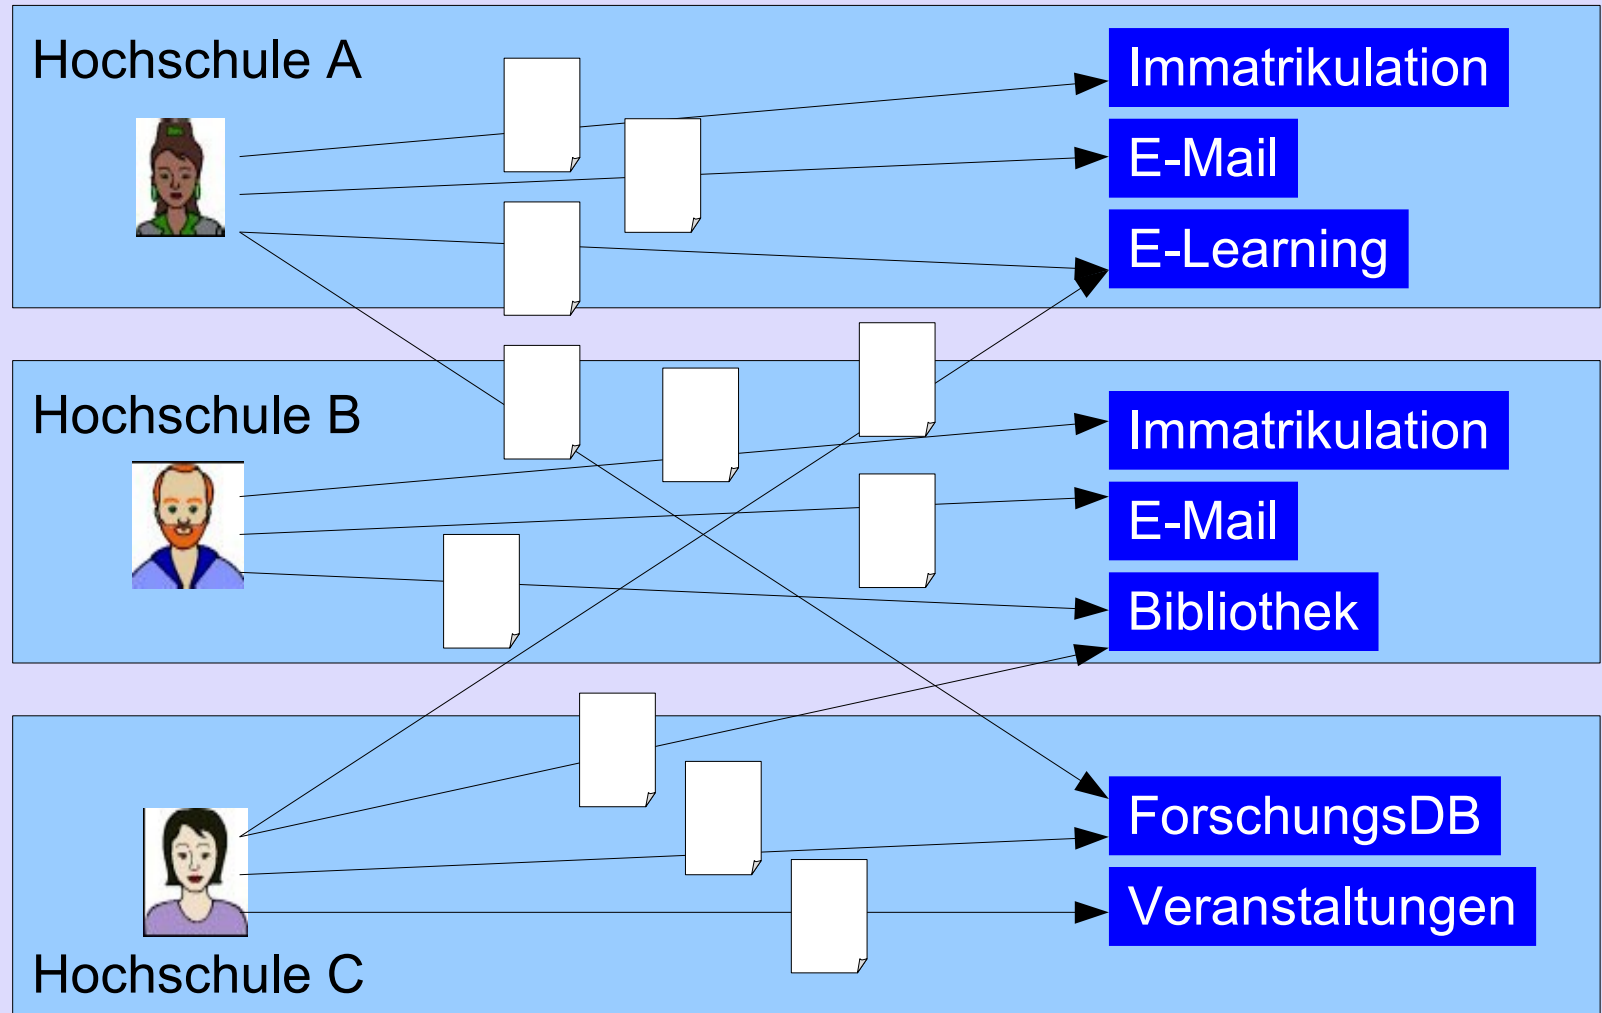 Hochschule A
Immatrikulation
E-Mail
E-Learning
Hochschule B
Immatrikulation
E-Mail
Bibliothek
ForschungsDB
Veranstaltungen
Hochschule C